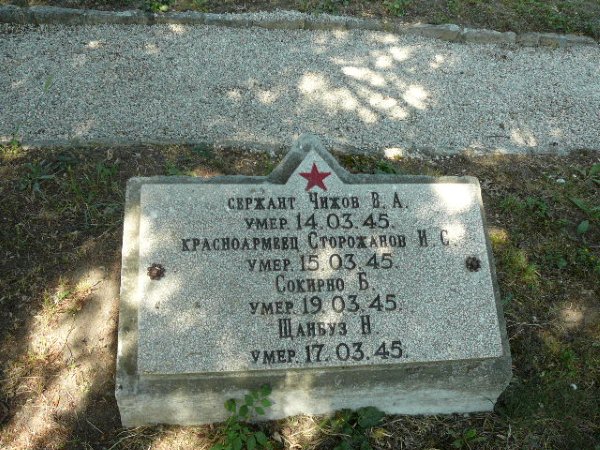 сержант Чижов В. А.
умер. 14.03.45.
красноармеец Сторожанов И. С.
умер. 15.03.45
Сокирно Б.
умер. 19.03.45.
Щанбуз Н.
умер. 17.03.45.